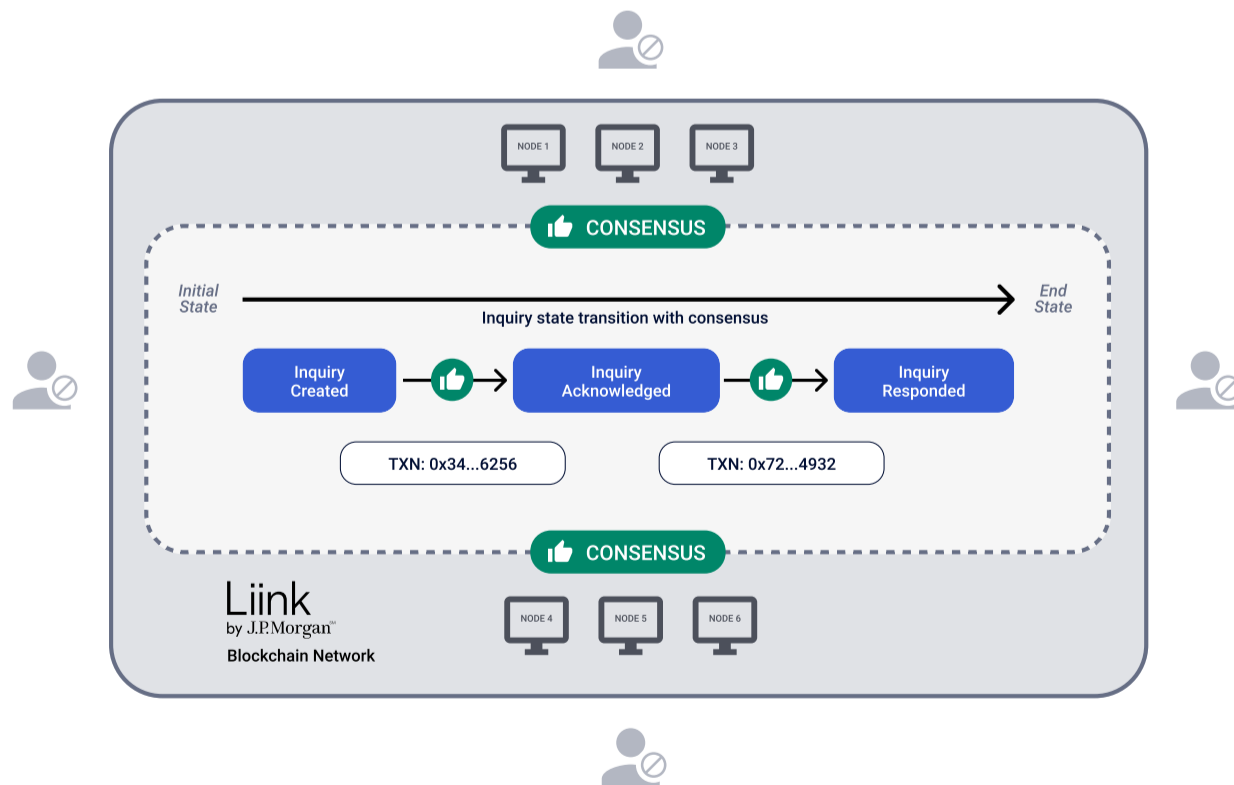 NODE 1
NODE 2
NODE 3
CONSENSUS
Initial
State
End
State
Inquiry state transition with consensus
Inquiry
Created
Inquiry
Acknowledged
Inquiry
Responded
TXN: 0x34...6256
TXN: 0x72...4932
CONSENSUS
Liink
by J.P.Morgan℠
Blockchain Network
NODE 4
NODE 5
NODE 6